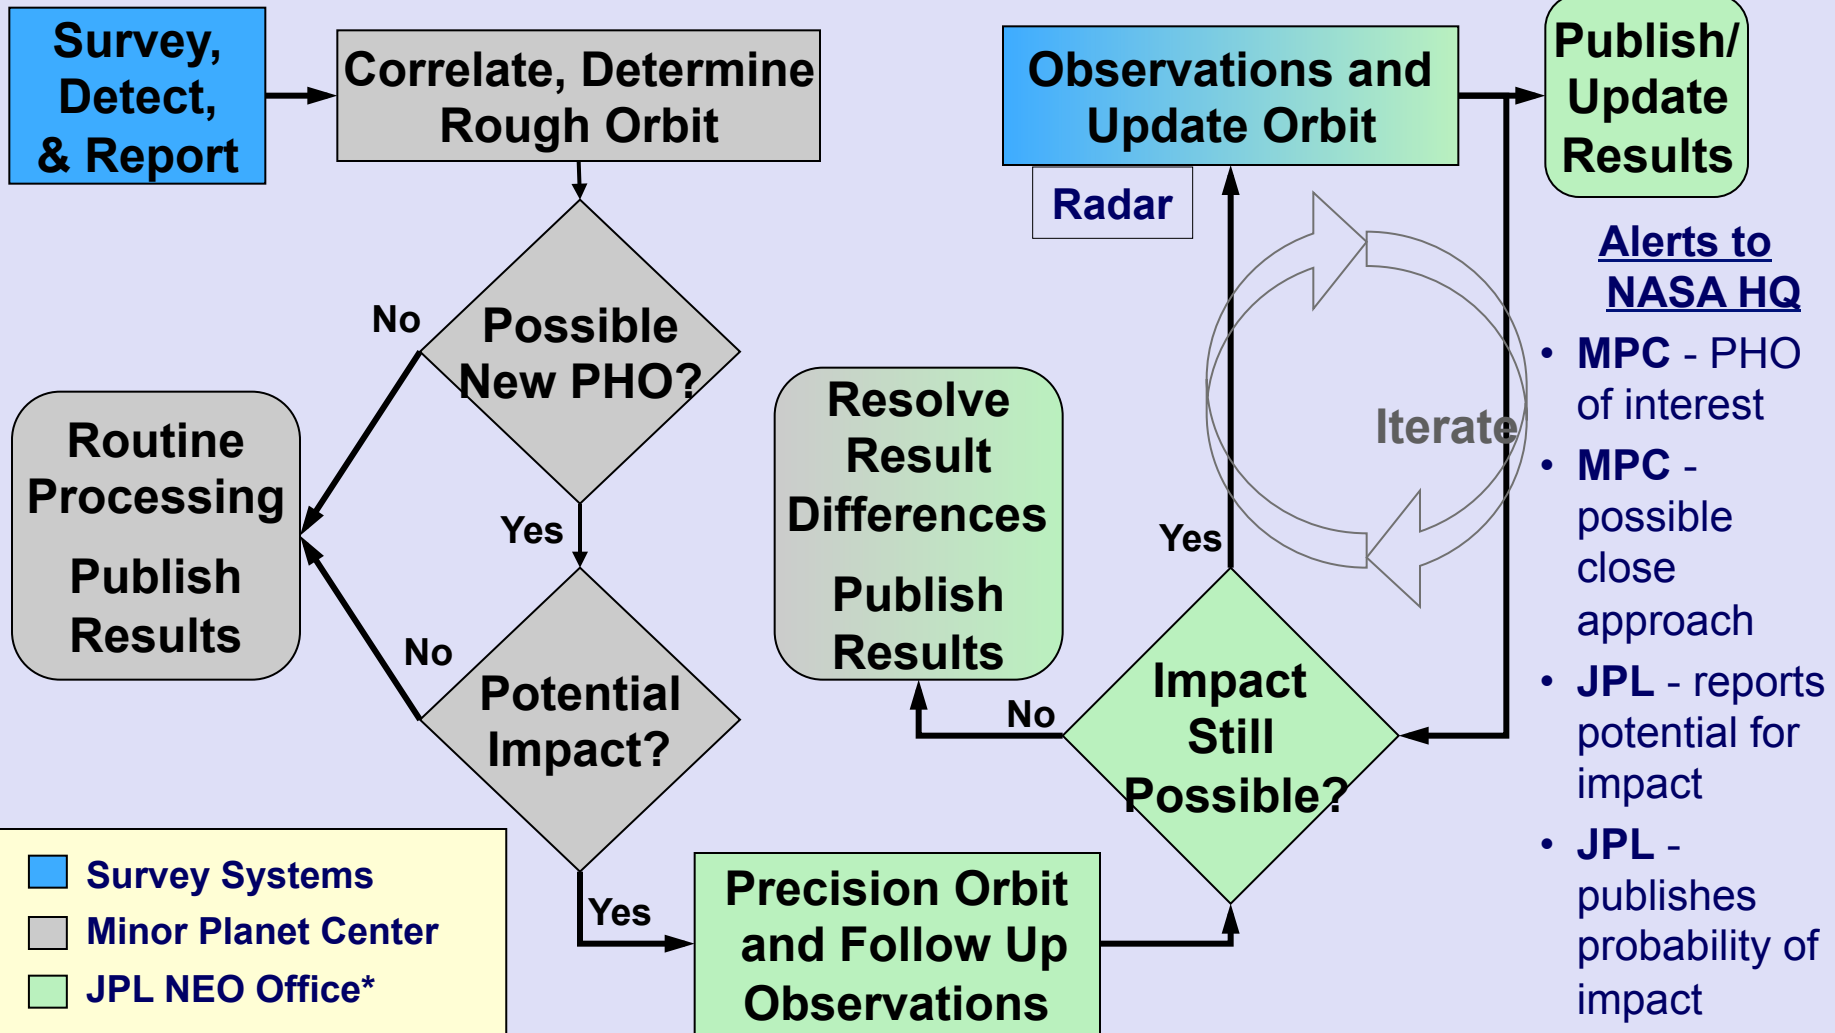 Survey,
Detect,
& Report
Correlate, Determine
Rough Orbit
Possible
New PHO?
No
Yes
Routine
Processing
Publish
Results
Potential
Impact?
No
Yes
Precision Orbit
and Follow Up
Observations
Impact
Still
Possible?
No
Yes
Resolve
Result
Differences
Publish
Results
Observations and
Update Orbit
Radar
Iterate
Publish/
Update
Results
Alerts to
NASA HQ
• MPC - PHO
of interest
• MPC -
possible
close
approach
• JPL - reports
potential for
impact
• JPL -
publishes
probability of
impact
Survey Systems
Minor Planet Center
JPL NEO Office*